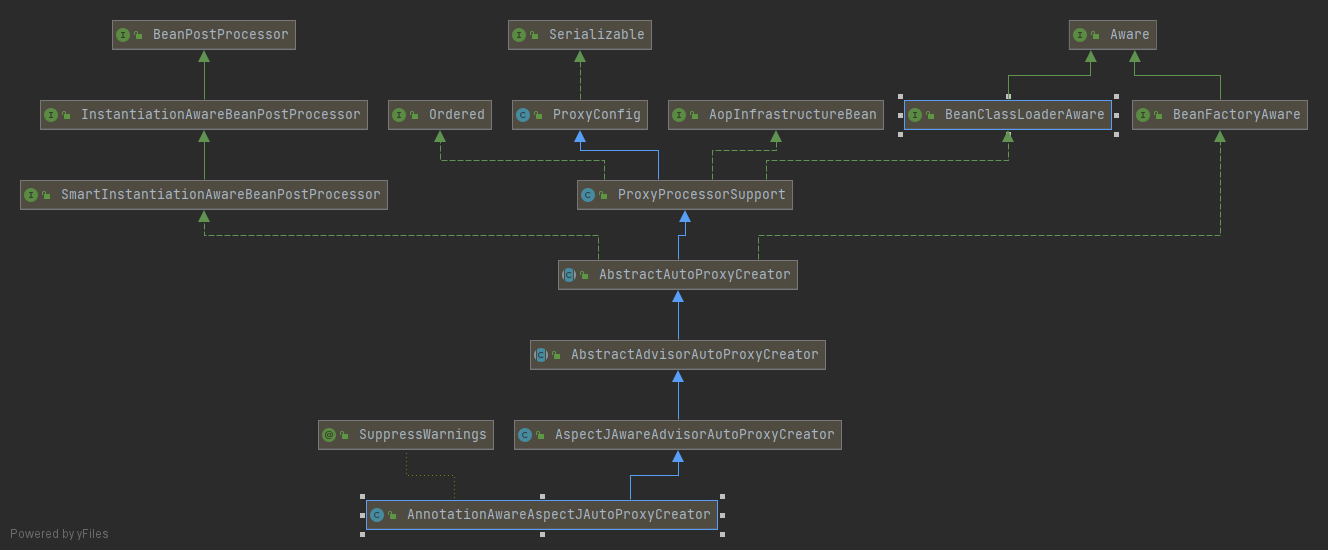 BeanPostProcessor
Serializable
Aware
InstantiationAwareBeanPostProcessor
Ordered
ProxyConfig
AopInfrastructureBean
BeanClassLoaderAware
BeanFactoryAware
SmartInstantiationAwareBeanPostProcessor
ProxyProcessorSupport
AbstractAutoProxyCreator
AbstractAdvisorAutoProxyCreator
SuppressWarnings
AspectJAwareAdvisorAutoProxyCreator
AnnotationAwareAspectJAutoProxyCreator
Powered by yFiles